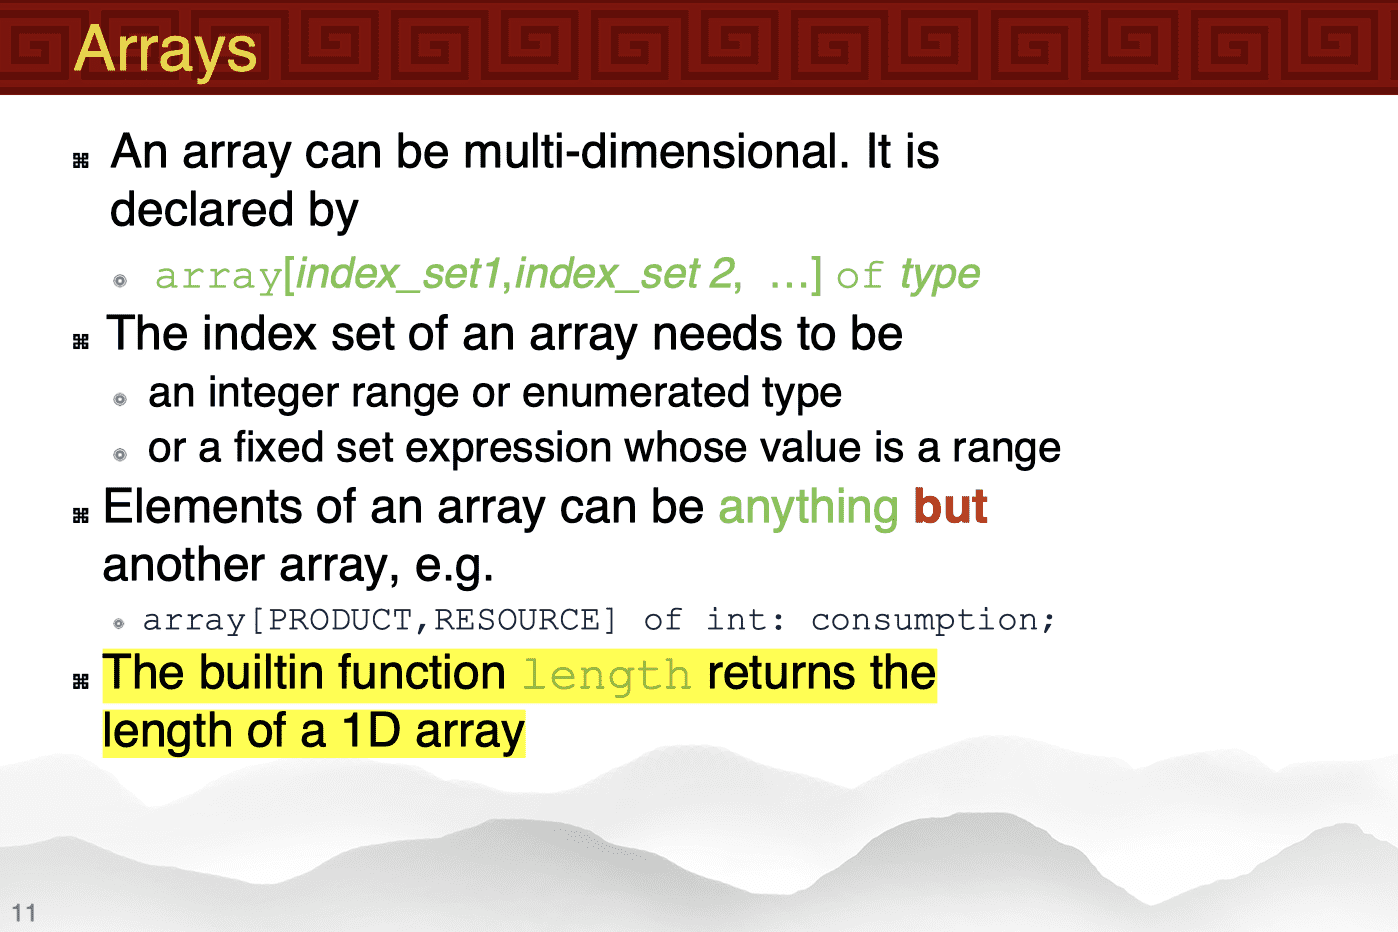 Arrays
An array can be multi-dimensional. It is
declared by
array[index_set1,index_set 2, ...] of type
The index set of an array needs to be
an integer range or enumerated type
or a fixed set expression whose value is a range
Elements of an array can be anything but
another array, e.g.
array[PRODUCT,RESOURCE] of int: consumption;
The builtin function length returns the
length of a 1D array
11